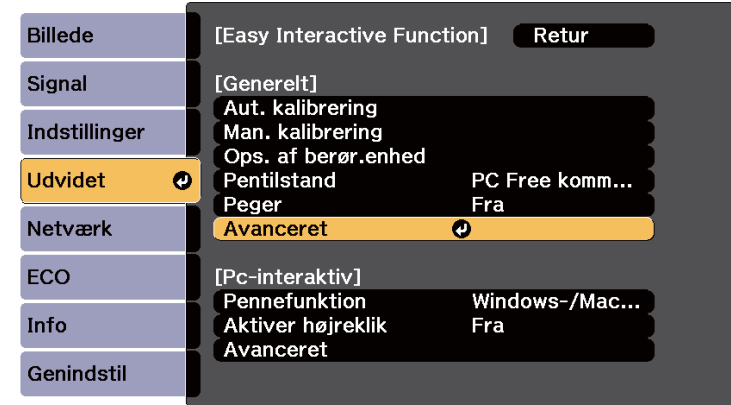 Billede
Signal
Indstillinger
Udvidet
Netværk
ECO
Info
Genindstil
[Easy Interactive Function] Retur
[Generelt]
Aut. kalibrering
Man. kalibrering
Ops. af berør.enhed
Pentilstand PC Free komm...
Peger Fra
Avanceret
[Pc-interaktiv]
Pennefunktion Windows-/Mac...
Aktiver højreklik Fra
Avanceret